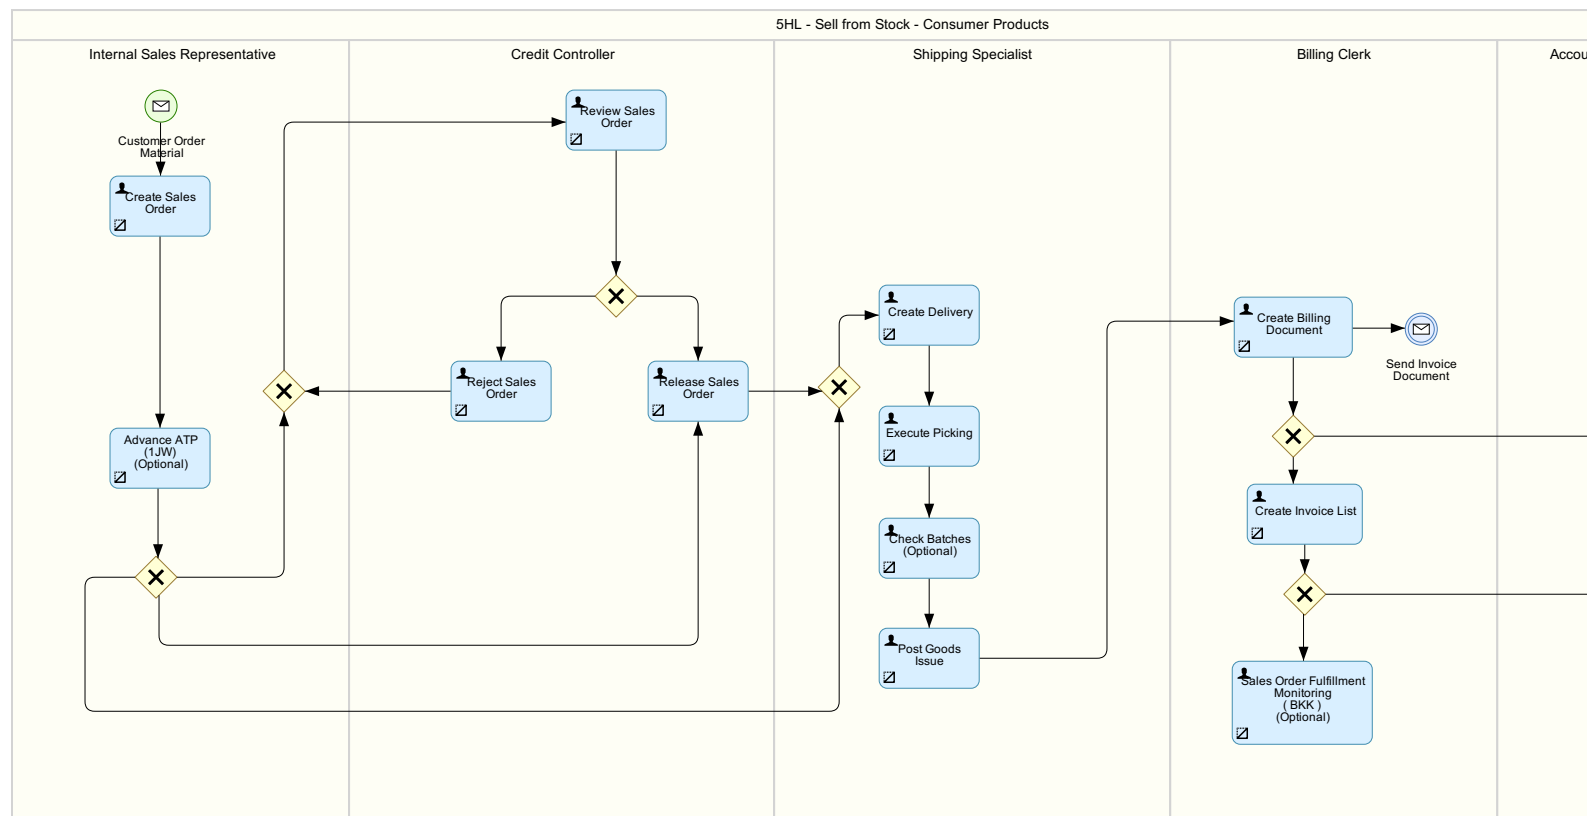 5HL - Sell from Stock - Consumer Products
Internal Sales Representative
Credit Controller
Shipping Specialist
Billing Clerk
Accou
Customer Order
Material
Create Sales
Order
Advance ATP
(1JW)
(Optional)
Review Sales
Order
Reject Sales
Order
Release Sales
Order
Create Delivery
Execute Picking
Check Batches
(Optional)
Post Goods
Issue
Create Billing
Document
Send Invoice
Document
Create Invoice List
Sales Order Fulfillment
Monitoring
( BKK )
(Optional)